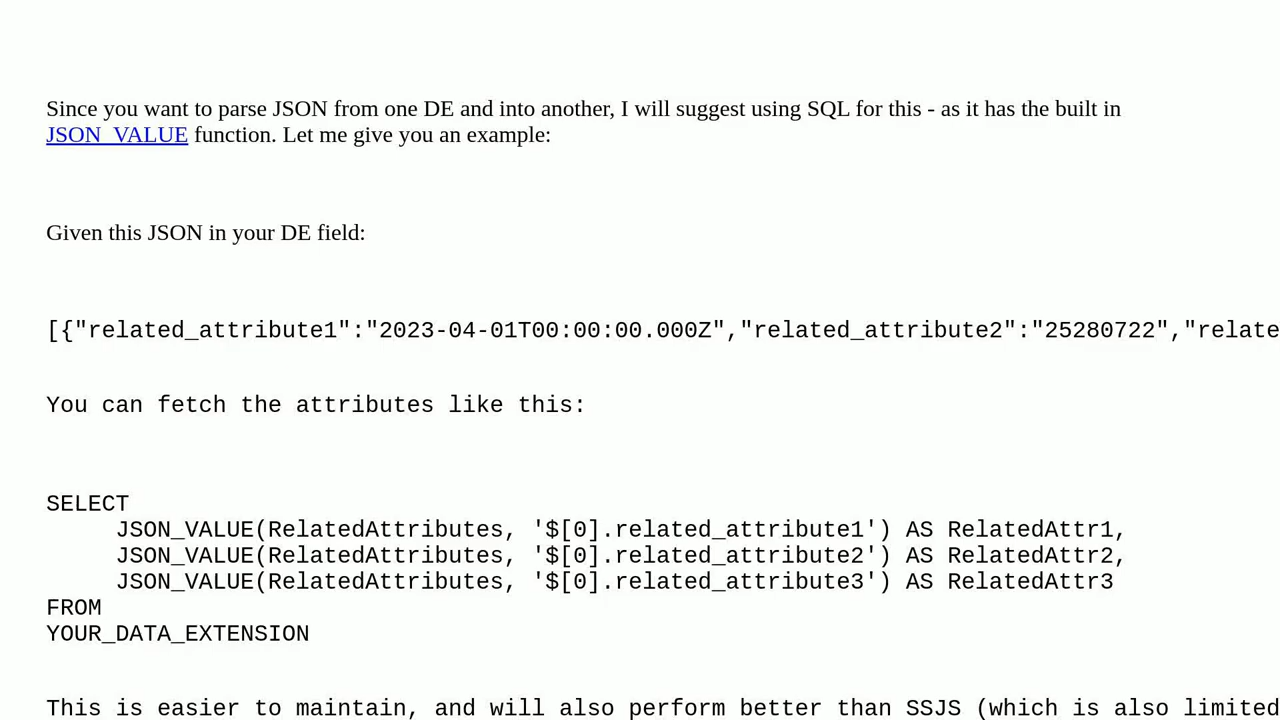 Since you want to parse JSON from one DE and into another, I will suggest using SQL for this - as it has the built in
JSON_VALUE function. Let me give you an example:
Given this JSON in your DE field:
[{"related_attribute1":"2023-04-01T00:00:00.000Z","related_attribute2":"25280722","relate
You can fetch the attributes like this:
SELECT
JSON_VALUE(RelatedAttributes, '$[0].related_attribute1') AS RelatedAttr1,
JSON_VALUE(RelatedAttributes, '$[0].related_attribute2') AS RelatedAttr2,
JSON_VALUE(RelatedAttributes, '$[0].related_attribute3') AS RelatedAttr3
FROM
YOUR_DATA_EXTENSION
This is easier to maintain, and will also perform better than SSJS (which is also limited